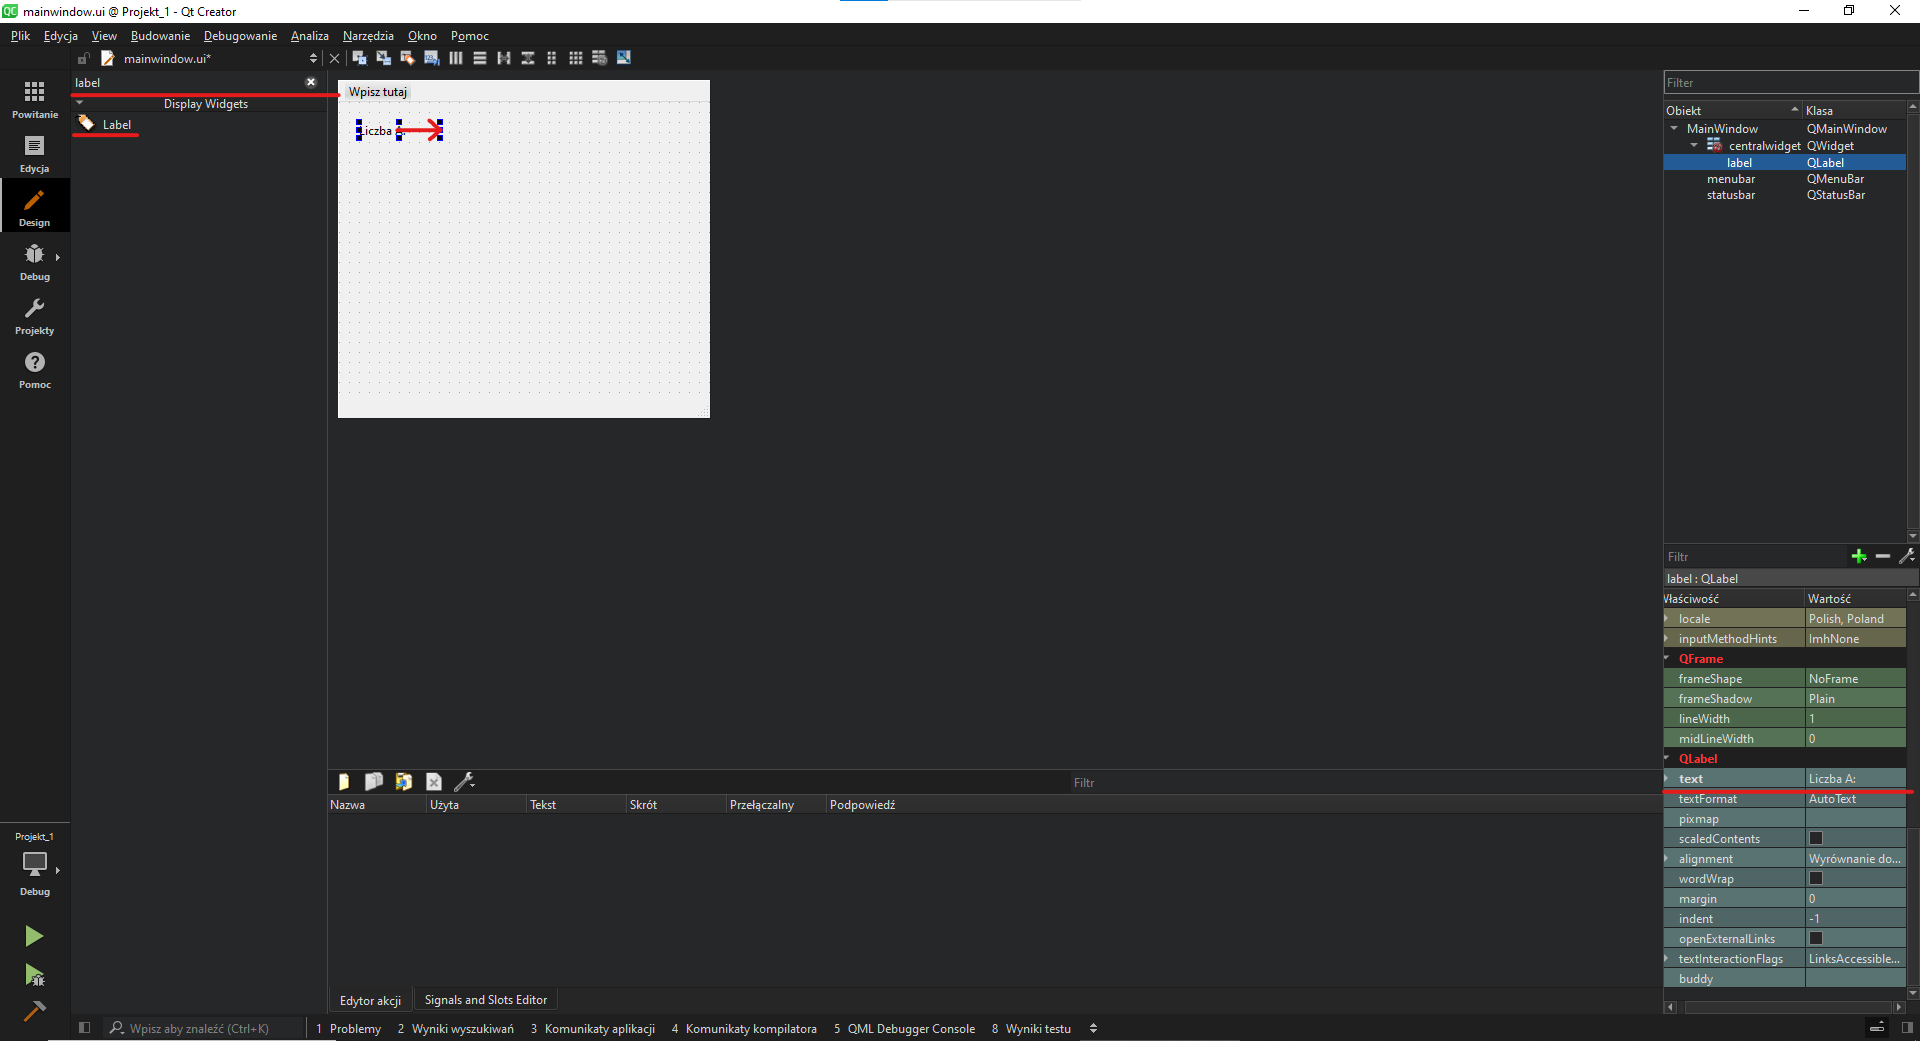 mainwindow.ui @ Projekt_1 - Qt Creator
Plik Edycja View Budowanie Debugowanie Analiza Narzędzia Okno Pomoc
mainwindow.ui*
label
Display Widgets
Label
Powitanie
Edycja
Design
Debug
Projekty
Pomoc
Wpisz tutaj
Liczba A:
Filter
Obiekt Klasa
MainWindow QMainWindow
centralwidget QWidget
label QLabel
menubar QMenuBar
statusbar QStatusBar
Filtr
label : QLabel
Właściwość Wartość
locale Polish, Poland
inputMethodHints ImhNone
QFrame
frameShape NoFrame
frameShadow Plain
lineWidth 1
midLineWidth 0
QLabel
text Liczba A:
textFormat AutoText
pixmap
scaledContents
alignment Wyrównanie do...
wordWrap
margin 0
indent -1
openExternalLinks
textInteractionFlags LinksAccessible...
buddy
Filtr
Nazwa Użyta Tekst Skrót Przełączalny Podpowiedź
Edytor akcji Signals and Slots Editor
Projekt_1
Debug
Wpisz aby znaleźć (Ctrl+K) 1 Problemy 2 Wyniki wyszukiwań 3 Komunikaty aplikacji 4 Komunikaty kompilatora 5 QML Debugger Console 8 Wyniki testu